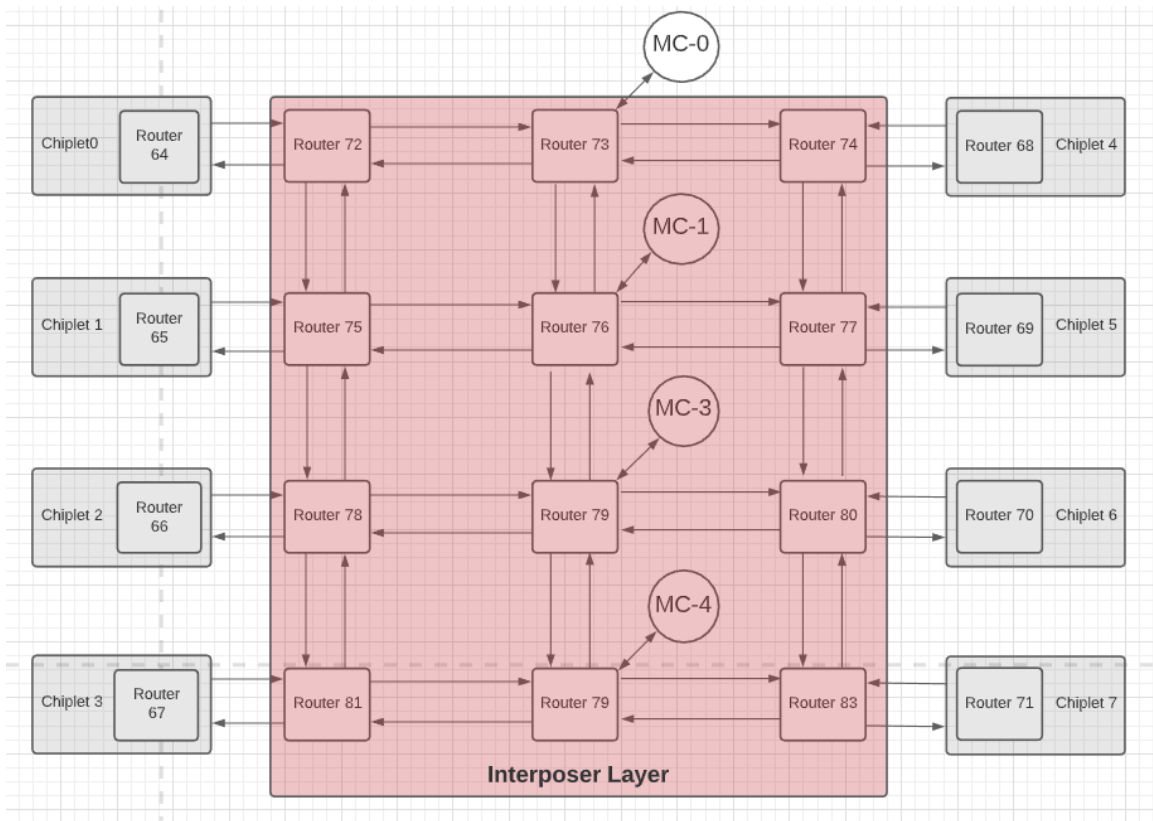 MC-0
Chiplet0
Router
64
Router 72
Router 73
Router 74
Router 68
Chiplet 4
MC-1
Chiplet 1
Router
65
Router 75
Router 76
Router 77
Router 69
Chiplet 5
MC-3
Chiplet 2
Router
66
Router 78
Router 79
Router 80
Router 70
Chiplet 6
MC-4
Chiplet 3
Router
67
Router 81
Router 79
Router 83
Router 71
Chiplet 7
Interposer Layer